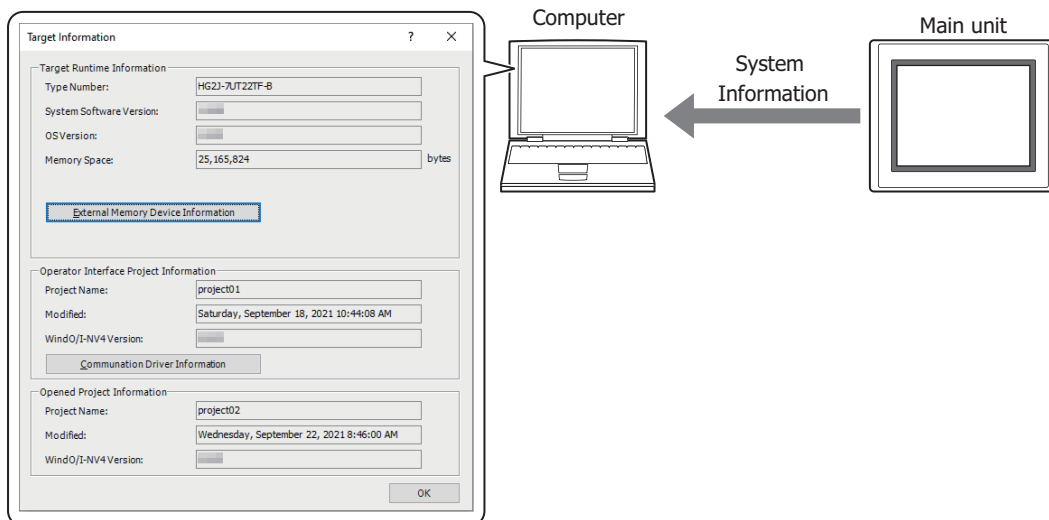 Target Information
Target Runtime Information
Type Number: HG2J-7UT22TF-B
System Software Version:
OS Version:
Memory Space: 25,165,824 bytes
External Memory Device Information
Operator Interface Project Information
Project Name: project01
Modified: Saturday, September 18, 2021 10:44:08 AM
WindO/I-NV4 Version:
Communation Driver Information
Opened Project Information
Project Name: project02
Modified: Wednesday, September 22, 2021 8:46:00 AM
WindO/I-NV4 Version:
OK
Computer
System
Information
Main unit